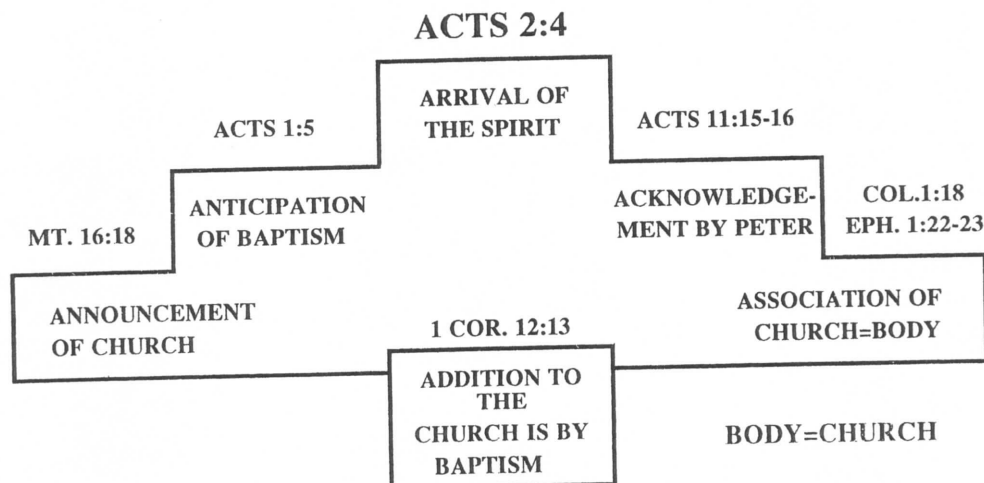 ACTS 2:4
ARRIVAL OF
THE SPIRIT
ACTS 1:5
ACTS 11:15-16
ANTICIPATION
OF BAPTISM
ACKNOWLEDGE-
MENT BY PETER
MT. 16:18
COL.1:18
EPH. 1:22-23
ANNOUNCEMENT
OF CHURCH
ASSOCIATION OF
CHURCH=BODY
1 COR. 12:13
ADDITION TO
THE
CHURCH IS BY
BAPTISM
BODY=CHURCH